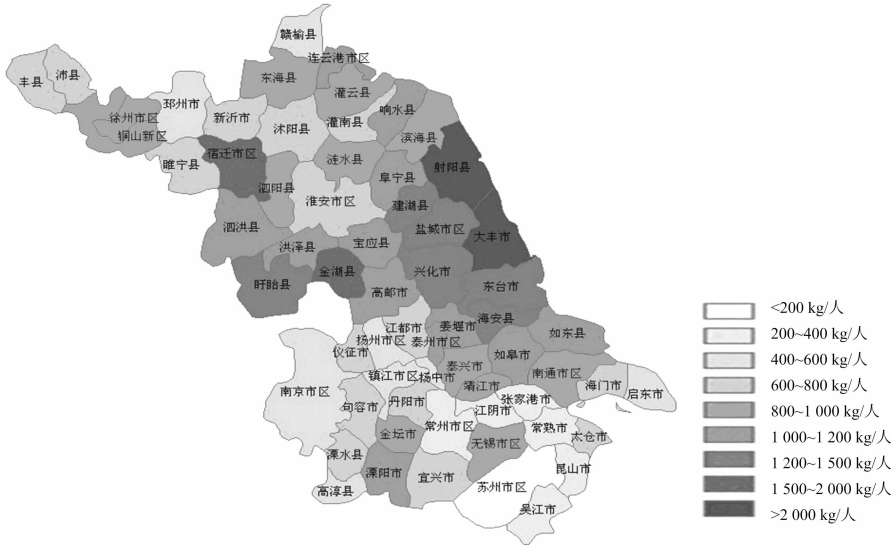 赣榆县
连云港市区
丰县
沛县
东海县
灌云县
徐州市区
邳州市
新沂市
沭阳县
灌南县
响水县
铜山新区
滨海县
睢宁县
宿迁市区
涟水县
射阳县
泗阳县
阜宁县
淮安市区
建湖县
泗洪县
盐城市区
大丰市
洪泽县
宝应县
盱眙县
金湖县
兴化市
东台市
高邮市
海安县
江都市
姜堰市
如东县
扬州市区
泰州市区
仪征市
如皋市
镇江市区
扬中市
泰兴市
南通市区
南京市区
靖江市
海门市
启东市
句容市
丹阳市
江阴市
张家港市
常州市区
常熟市
太仓市
金坛市
无锡市区
溧水县
溧阳市
宜兴市
昆山市
高淳县
苏州市区
吴江市
<200 kg/人
200~400 kg/人
400~600 kg/人
600~800 kg/人
800~1 000 kg/人
1 000~1 200 kg/人
1 200~1 500 kg/人
1 500~2 000 kg/人
>2 000 kg/人